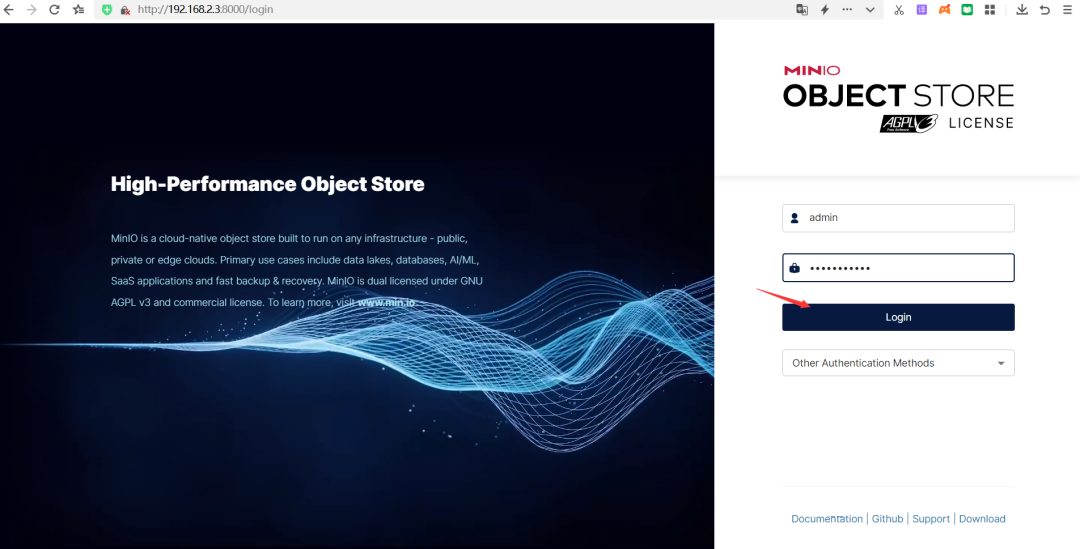 http://192.168.2.3:8000/login
MINIO
OBJECT STORE
AGPL v3
Free Software
LICENSE
High-Performance Object Store
MinIO is a cloud-native object store built to run on any infrastructure - public,
private or edge clouds. Primary use cases include data lakes, databases, AI/ML,
SaaS applications and fast backup & recovery. MinIO is dual licensed under GNU
AGPL v3 and commercial license. To learn more, visit www.min.io.
admin
•••••••••••
Login
Other Authentication Methods
Documentation | Github | Support | Download